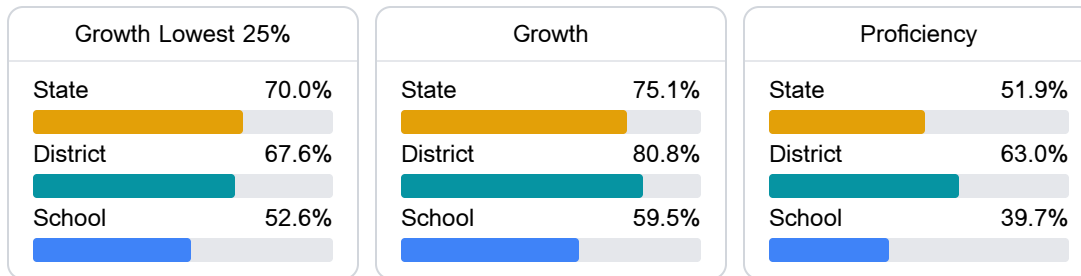 Growth Lowest 25%
State 70.0%
District 67.6%
School 52.6%
Growth
State 75.1%
District 80.8%
School 59.5%
Proficiency
State 51.9%
District 63.0%
School 39.7%